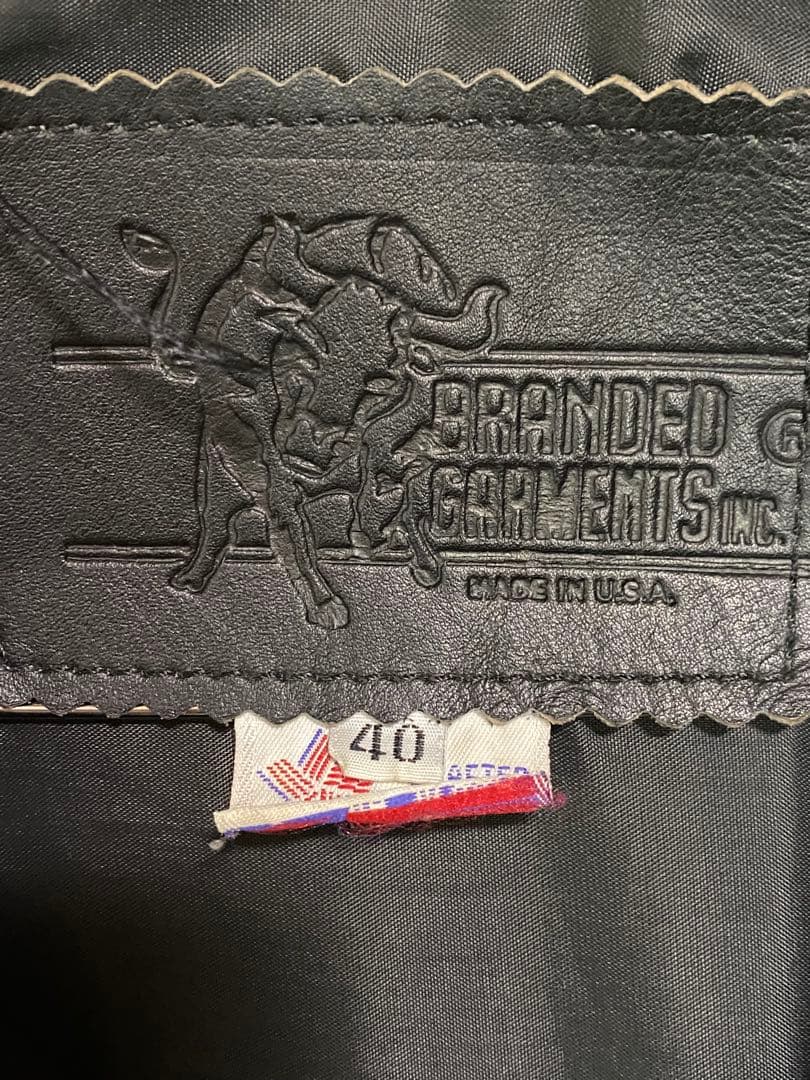 BRANDED
GARMENTS INC.
MADE IN U.S.A.
40